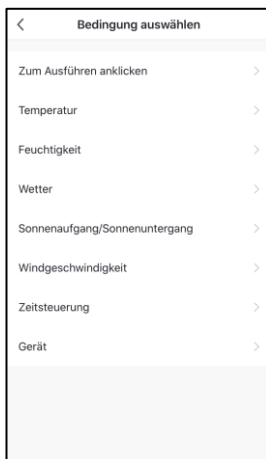 Bedingung auswählen
Zum Ausführen anklicken
Temperatur
Feuchtigkeit
Wetter
Sonnenaufgang/Sonnenuntergang
Windgeschwindigkeit
Zeitsteuerung
Gerät